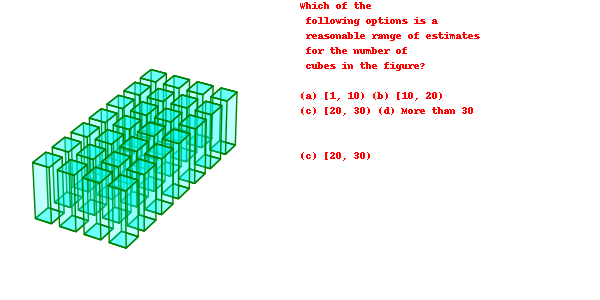 Which of the
following options is a
reasonable range of estimates
for the number of
cubes in the figure?
(a) [1, 10) (b) [10, 20)
(c) [20, 30) (d) More than 30
(c) [20, 30)